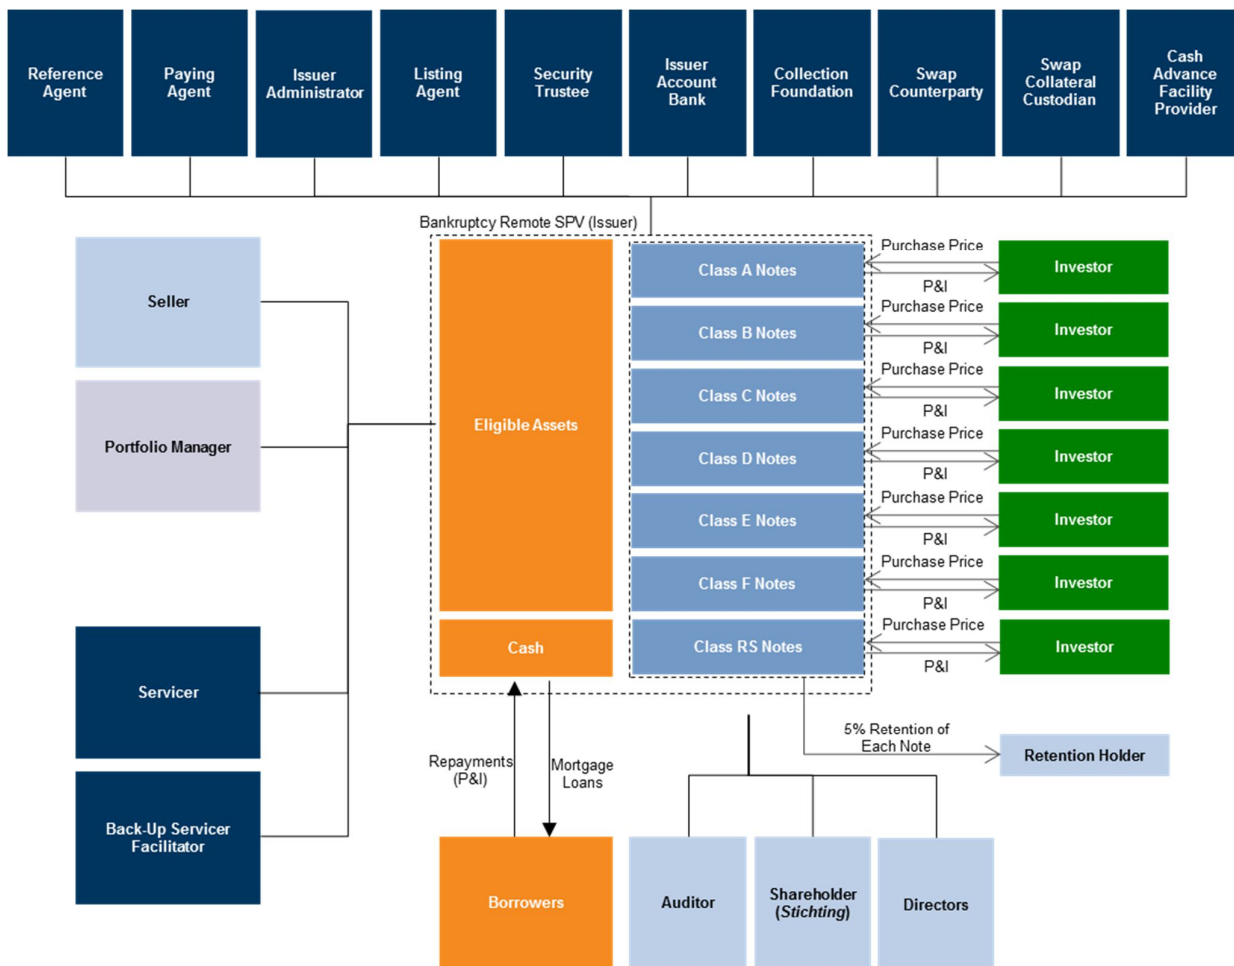 Reference
Agent
Paying
Agent
Issuer
Administrator
Listing
Agent
Security
Trustee
Issuer
Account
Bank
Collection
Foundation
Swap
Counterparty
Swap
Collateral
Custodian
Cash
Advance
Facility
Provider
Bankruptcy Remote SPV (Issuer)
Seller
Portfolio Manager
Servicer
Back-Up Servicer
Facilitator
Eligible Assets
Cash
Class A Notes
Purchase Price
P&I
Investor
Class B Notes
Purchase Price
P&I
Investor
Class C Notes
Purchase Price
P&I
Investor
Class D Notes
Purchase Price
P&I
Investor
Class E Notes
Purchase Price
P&I
Investor
Class F Notes
Purchase Price
P&I
Investor
Class RS Notes
Purchase Price
P&I
Investor
5% Retention of
Each Note
Retention Holder
Repayments
(P&I)
Mortgage
Loans
Borrowers
Auditor
Shareholder
(Stichting)
Directors